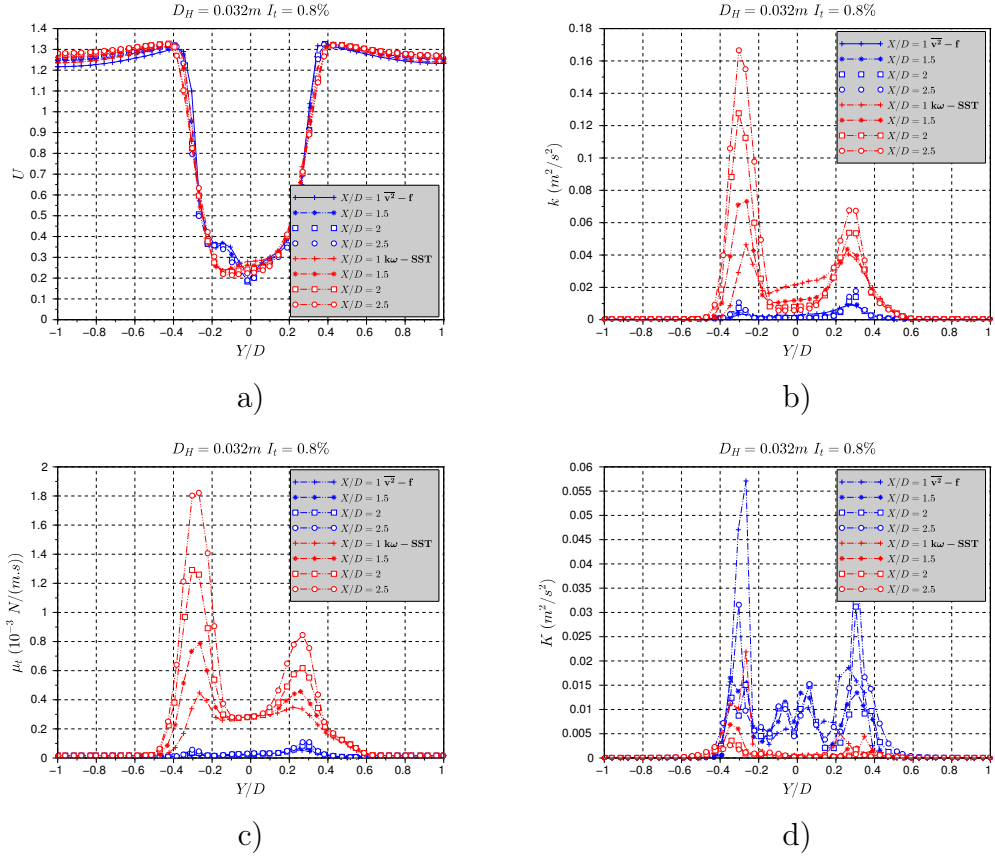 D_H = 0.032m I_t = 0.8%
1.4
1.3
1.2
1.1
1
0.9
0.8
0.7
0.6
0.5
0.4
0.3
0.2
0.1
0
U
X/D = 1 v² − f
X/D = 1.5
X/D = 2
X/D = 2.5
X/D = 1 kω − SST
X/D = 1.5
X/D = 2
X/D = 2.5
−1 −0.8 −0.6 −0.4 −0.2 0 0.2 0.4 0.6 0.8 1
Y/D
a)
D_H = 0.032m I_t = 0.8%
0.18
0.16
0.14
0.12
0.1
0.08
0.06
0.04
0.02
0
k (m²/s²)
X/D = 1 v² − f
X/D = 1.5
X/D = 2
X/D = 2.5
X/D = 1 kω − SST
X/D = 1.5
X/D = 2
X/D = 2.5
−1 −0.8 −0.6 −0.4 −0.2 0 0.2 0.4 0.6 0.8 1
Y/D
b)
D_H = 0.032m I_t = 0.8%
2
1.8
1.6
1.4
1.2
1
0.8
0.6
0.4
0.2
0
μ_t (10⁻³ N/(m.s)
X/D = 1 v² − f
X/D = 1.5
X/D = 2
X/D = 2.5
X/D = 1 kω − SST
X/D = 1.5
X/D = 2
X/D = 2.5
−1 −0.8 −0.6 −0.4 −0.2 0 0.2 0.4 0.6 0.8 1
Y/D
c)
D_H = 0.032m I_t = 0.8%
0.06
0.055
0.05
0.045
0.04
0.035
0.03
0.025
0.02
0.015
0.01
0.005
0
K (m²/s²)
X/D = 1 v² − f
X/D = 1.5
X/D = 2
X/D = 2.5
X/D = 1 kω − SST
X/D = 1.5
X/D = 2
X/D = 2.5
−1 −0.8 −0.6 −0.4 −0.2 0 0.2 0.4 0.6 0.8 1
Y/D
d)